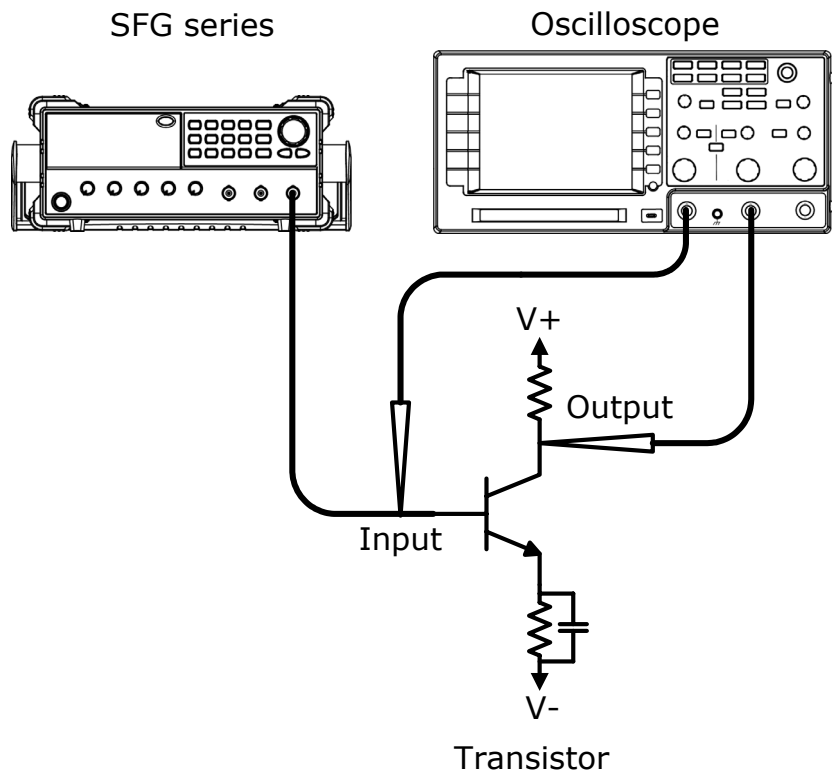 SFG series
Oscilloscope
V+
Output
Input
V-
Transistor